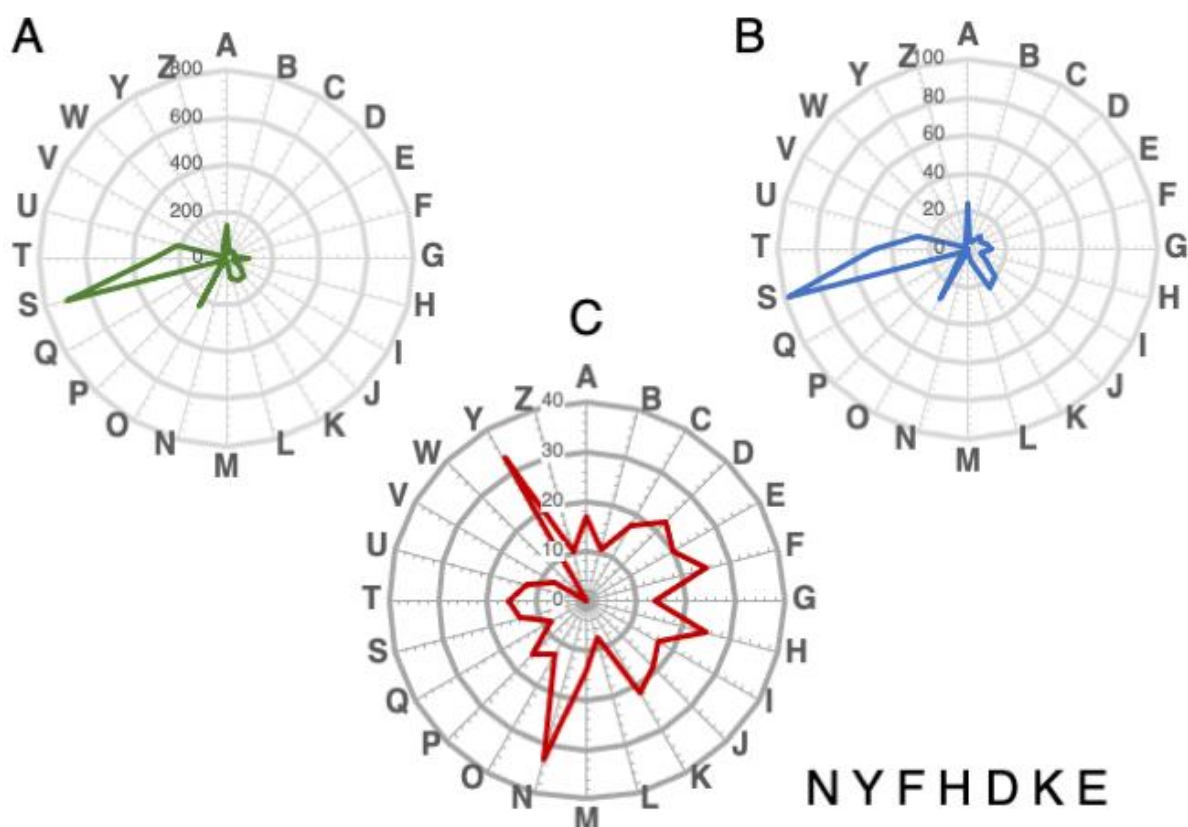 A
A
B
C
D
E
F
G
H
I
J
K
L
M
N
O
P
Q
S
T
U
V
W
Y
Z
800
600
400
200
0
B
A
B
C
D
E
F
G
H
I
J
K
L
M
N
O
P
Q
S
T
U
V
W
Y
Z
100
80
60
40
20
0
C
A
B
C
D
E
F
G
H
I
J
K
L
M
N
O
P
Q
S
T
U
V
W
Y
Z
40
30
20
10
0
N Y F H D K E